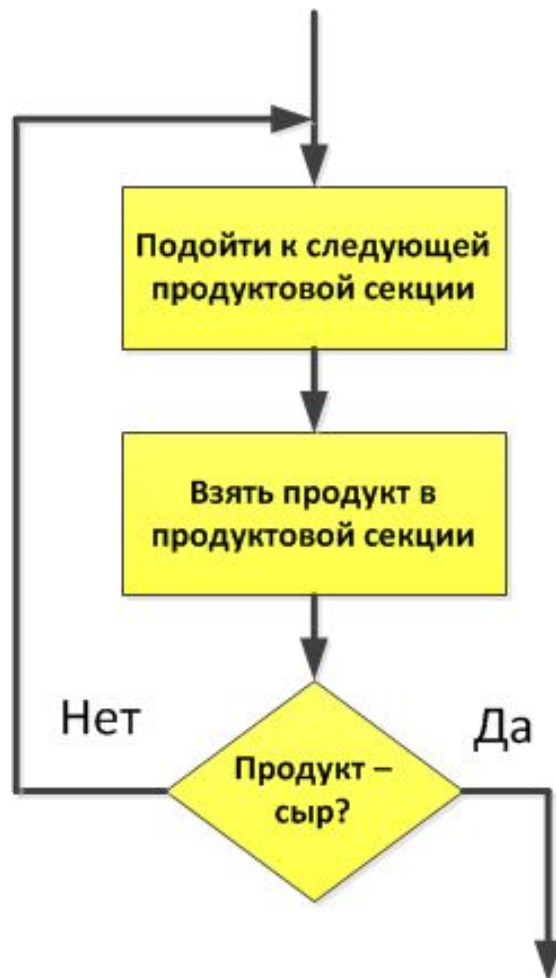 Подойти к следующей
продуктовой секции
Взять продукт в
продуктовой секции
Нет
Да
Продукт –
сыр?